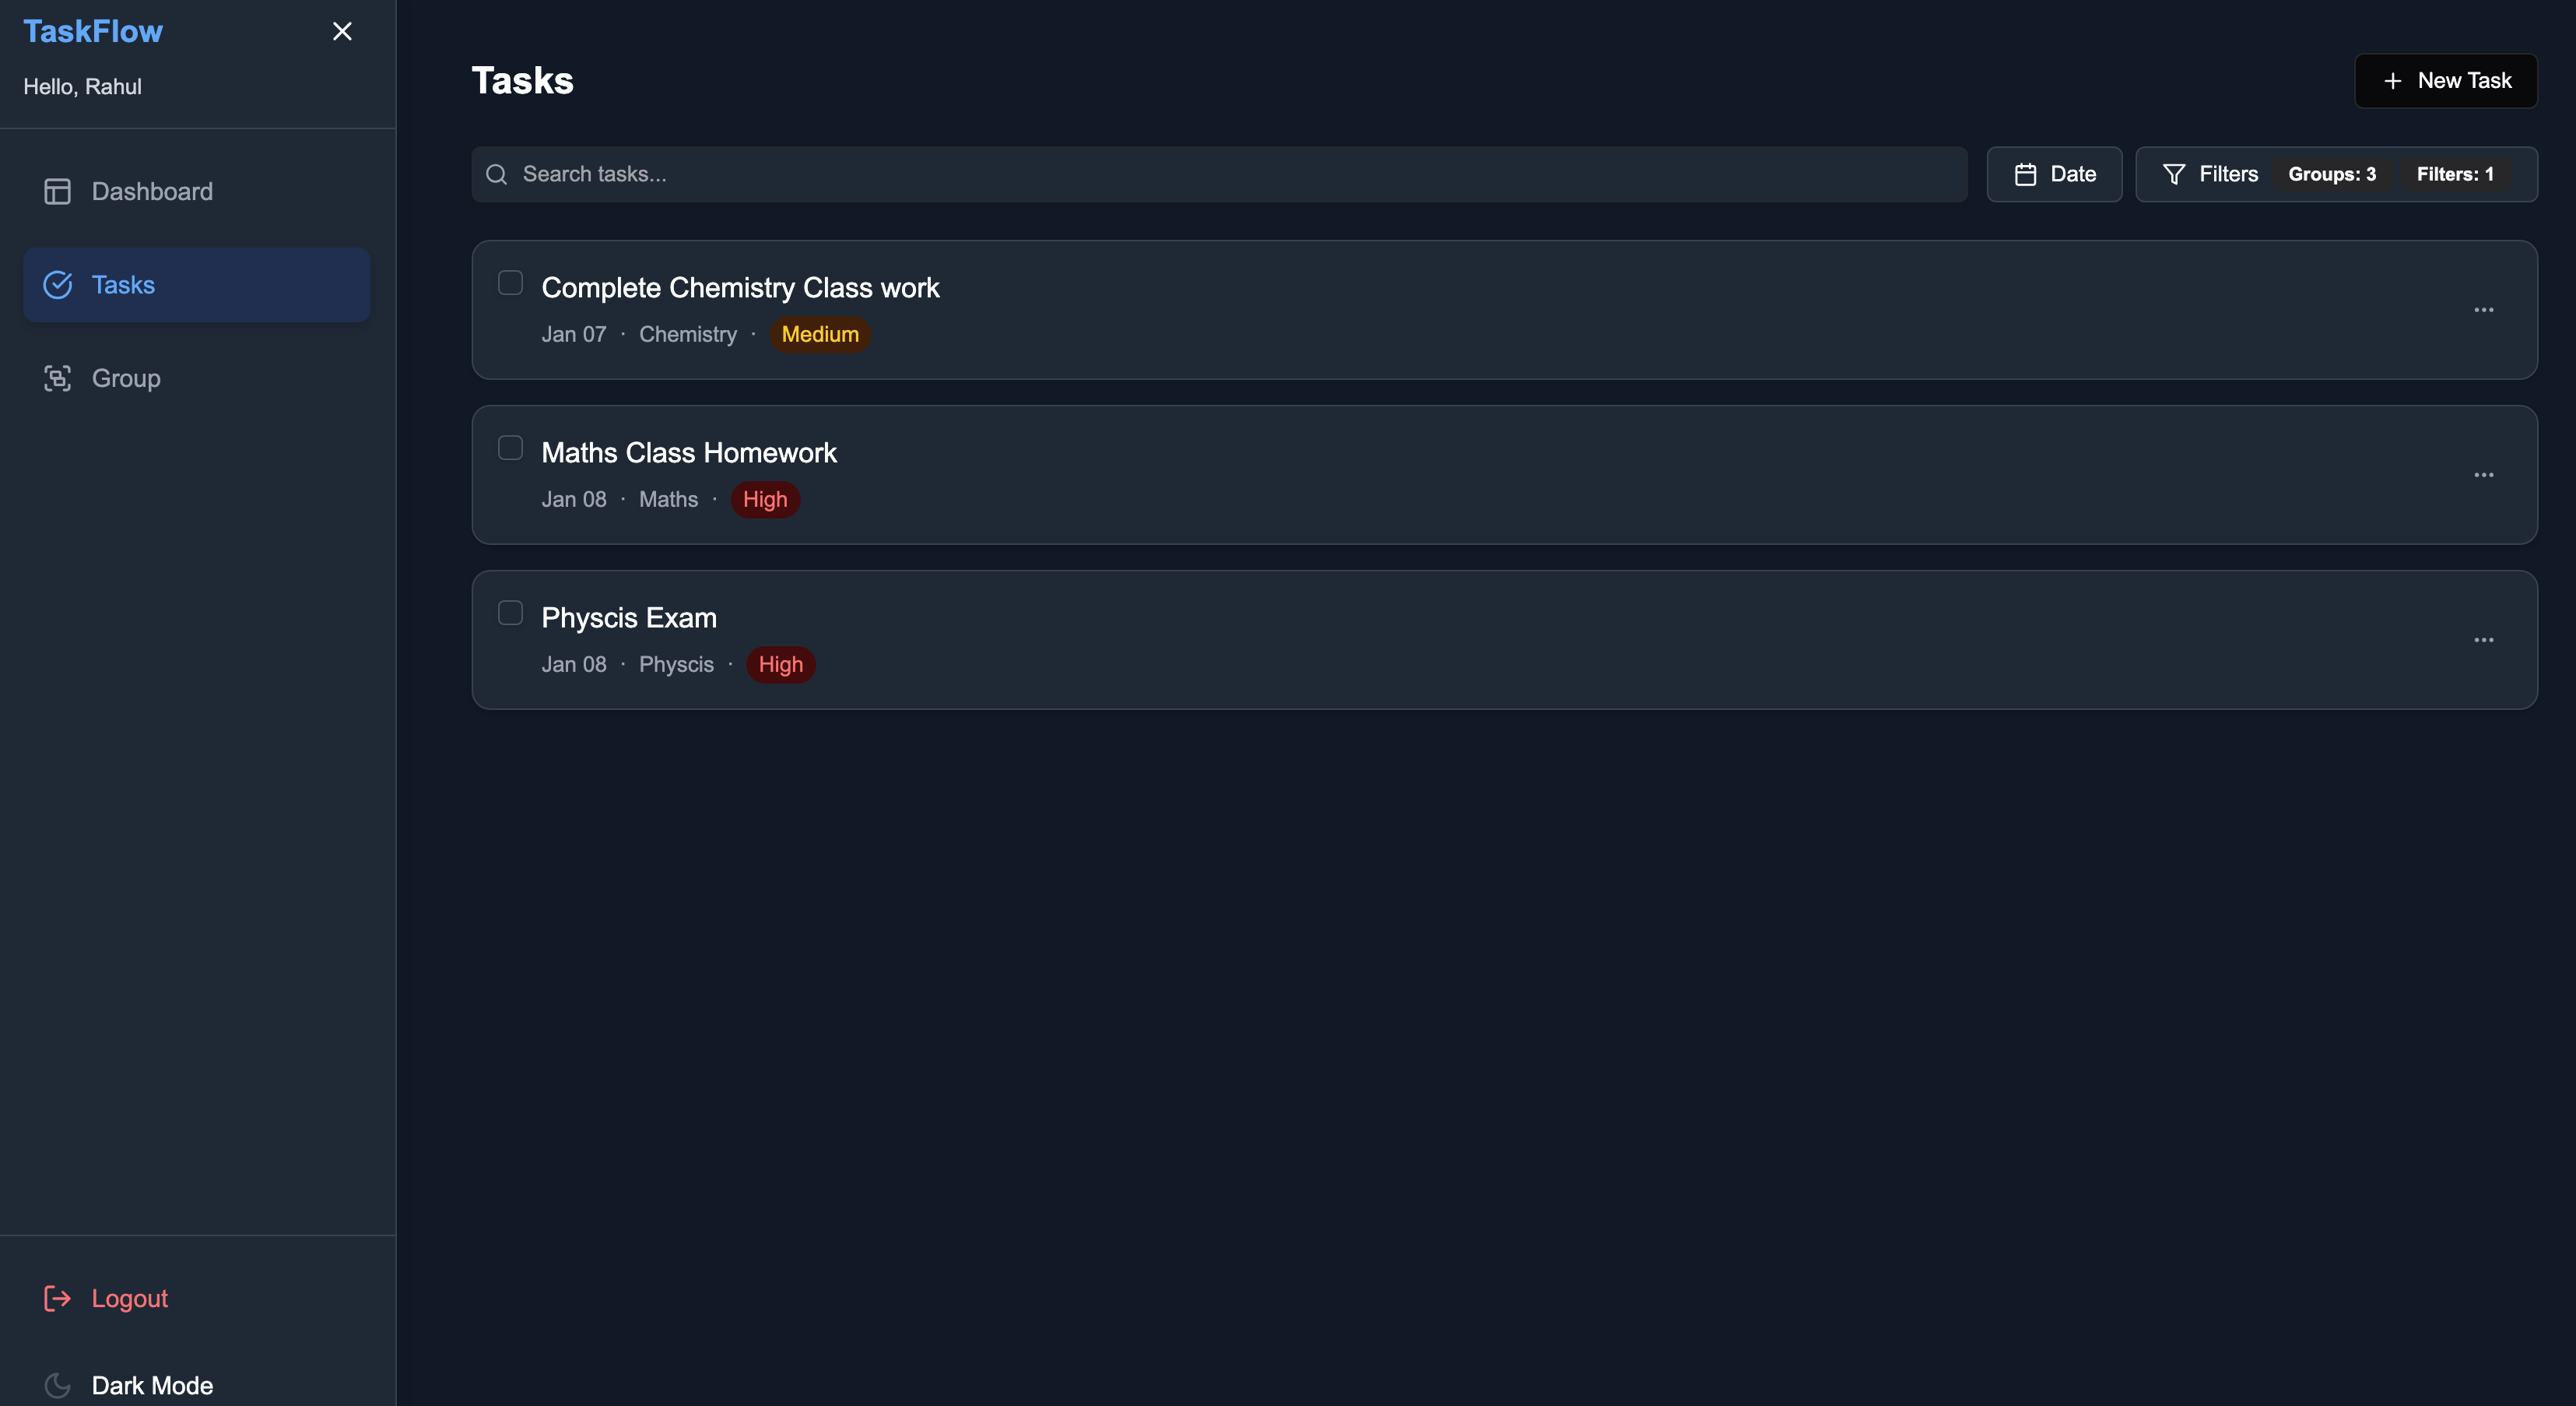 TaskFlow
Hello, Rahul
Dashboard
Tasks
Group
Logout
Dark Mode
Tasks
New Task
Search tasks...
Date
Filters Groups: 3 Filters: 1
Complete Chemistry Class work
Jan 07 · Chemistry · Medium
Maths Class Homework
Jan 08 · Maths · High
Physcis Exam
Jan 08 · Physcis · High